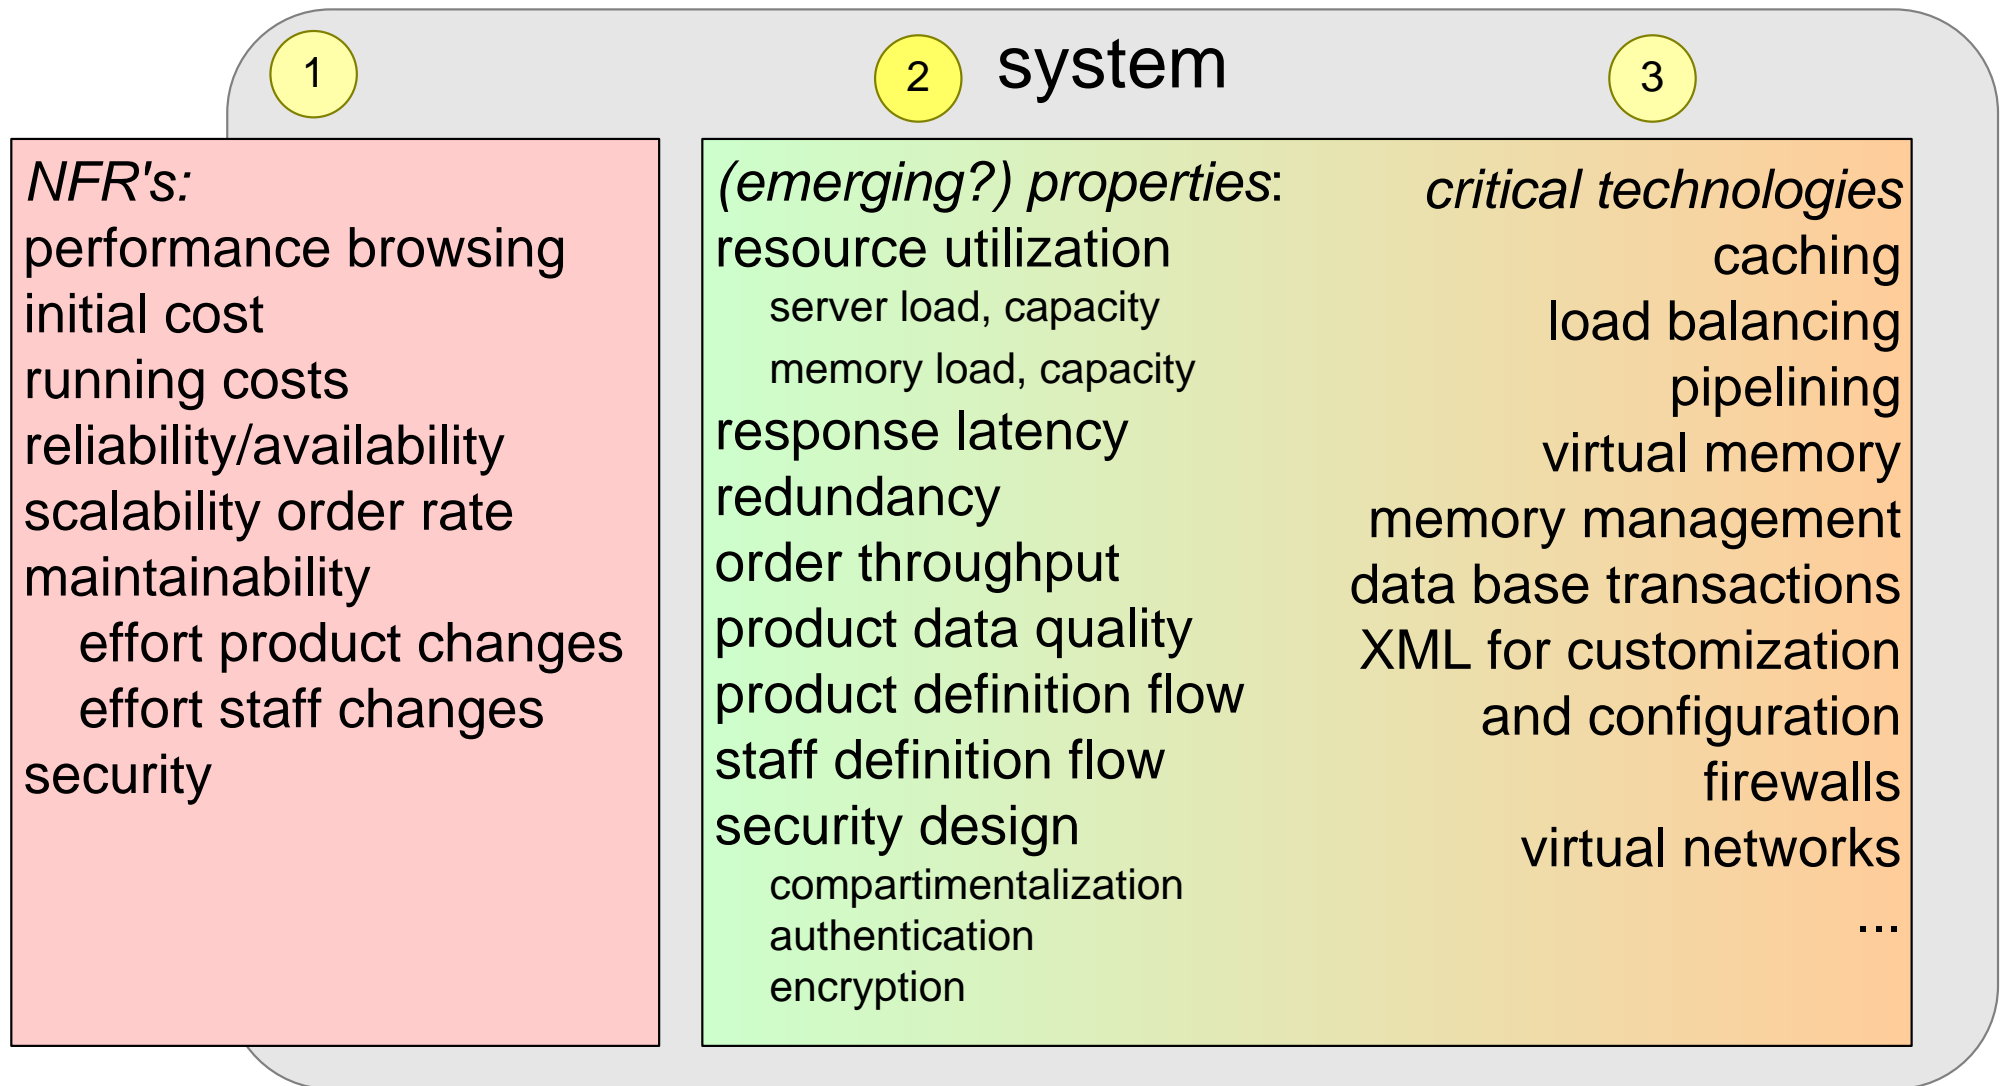 system
1
2
3
NFR's:
performance browsing
initial cost
running costs
reliability/availability
scalability order rate
maintainability
effort product changes
effort staff changes
security
(emerging?) properties:
resource utilization
server load, capacity
memory load, capacity
response latency
redundancy
order throughput
product data quality
product definition flow
staff definition flow
security design
compartimentalization
authentication
encryption
critical technologies
caching
load balancing
pipelining
virtual memory
memory management
data base transactions
XML for customization
and configuration
firewalls
virtual networks
...